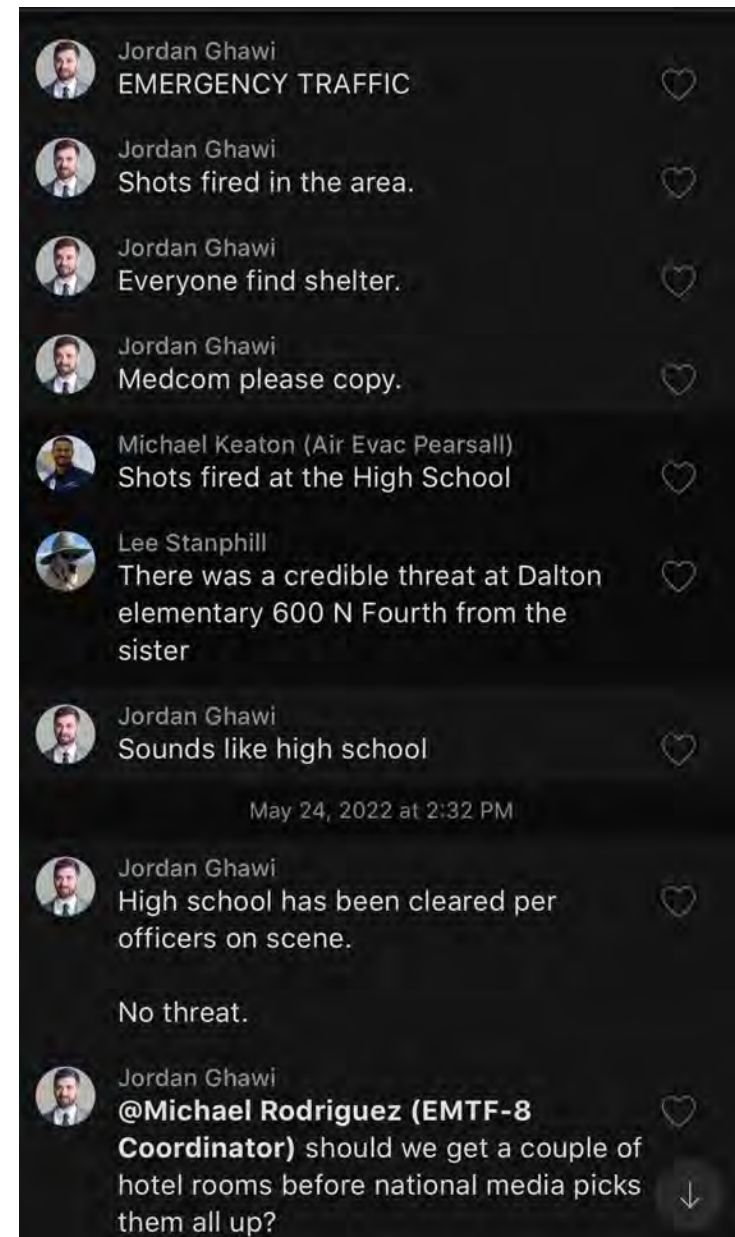 Jordan Ghawi
EMERGENCY TRAFFIC
Jordan Ghawi
Shots fired in the area.
Jordan Ghawi
Everyone find shelter.
Jordan Ghawi
Medcom please copy.
Michael Keaton (Air Evac Pearsall)
Shots fired at the High School
Lee Stanphill
There was a credible threat at Dalton
elementary 600 N Fourth from the
sister
Jordan Ghawi
Sounds like high school
May 24, 2022 at 2:32 PM
Jordan Ghawi
High school has been cleared per
officers on scene.
No threat.
Jordan Ghawi
@Michael Rodriguez (EMTF-8
Coordinator) should we get a couple of
hotel rooms before national media picks
them all up?